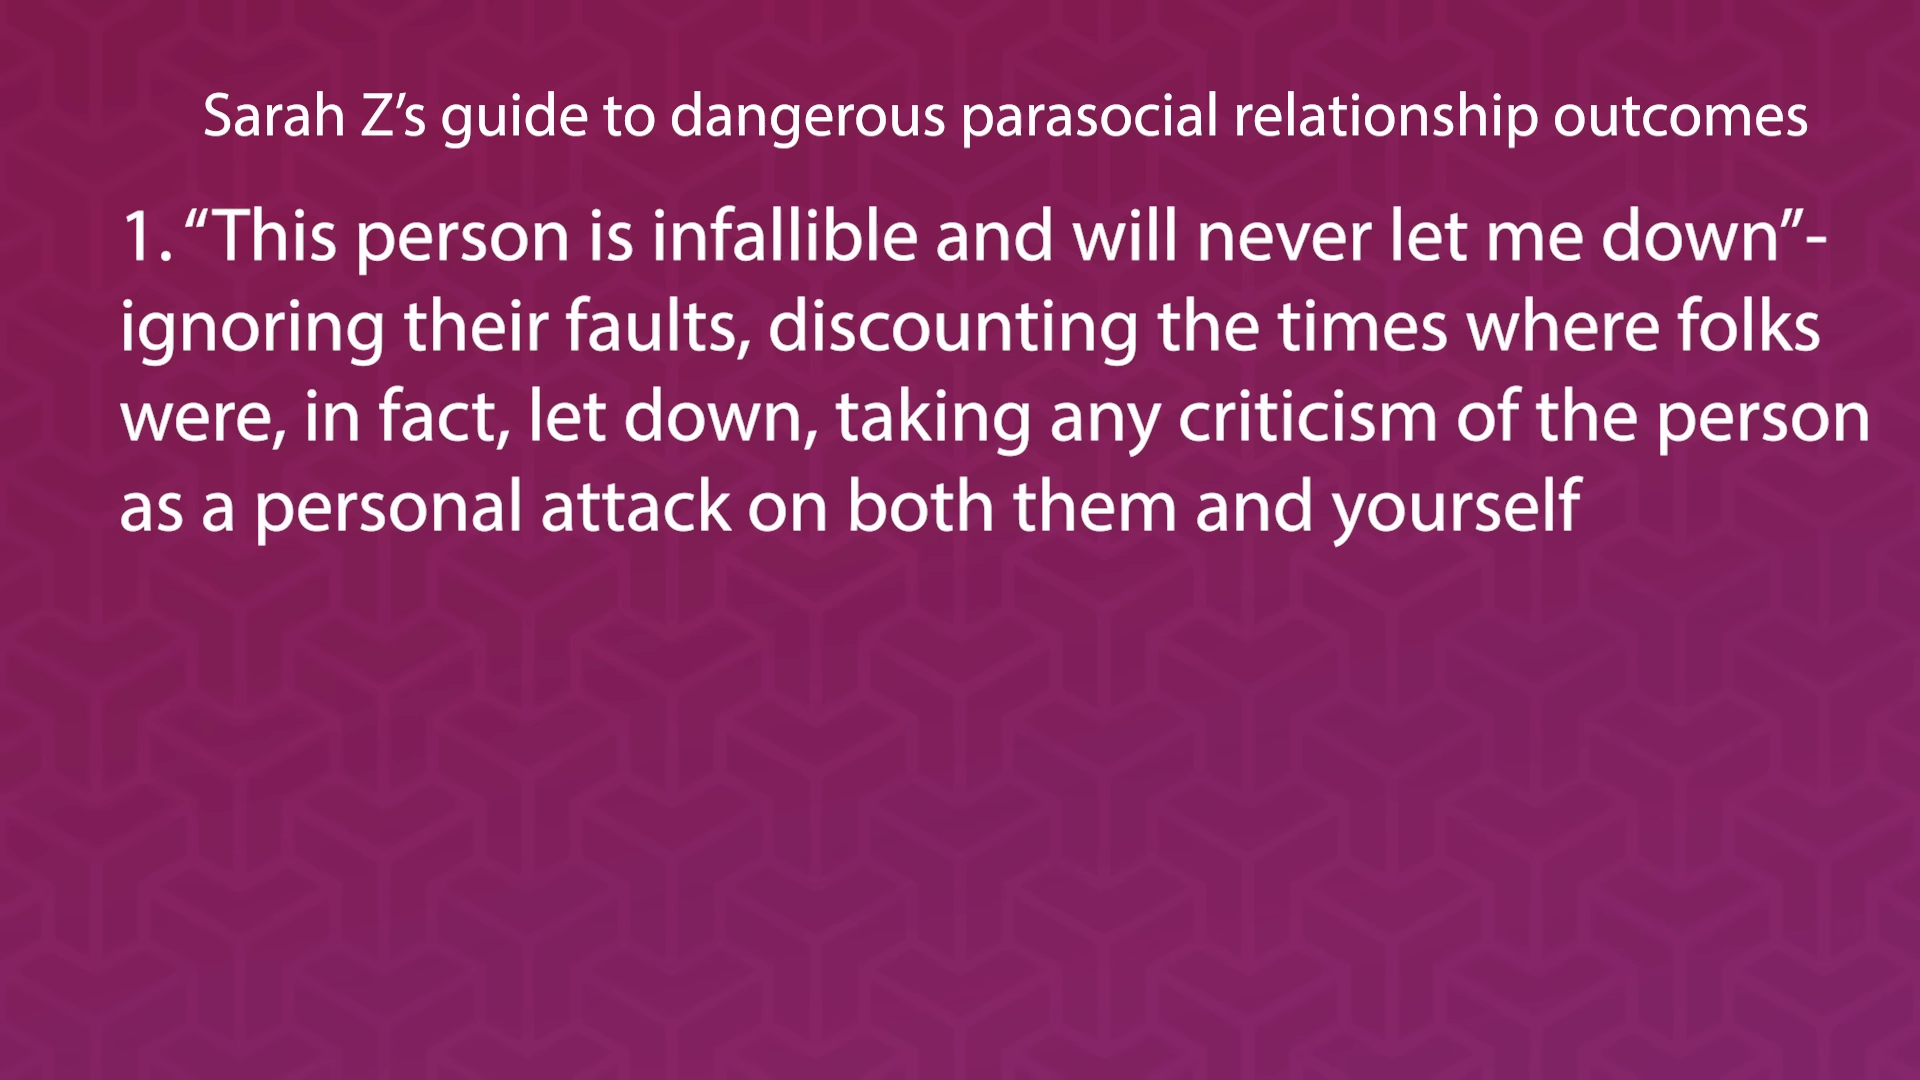 Sarah Z’s guide to dangerous parasocial relationship outcomes
1. “This person is infallible and will never let me down”-
ignoring their faults, discounting the times where folks
were, in fact, let down, taking any criticism of the person
as a personal attack on both them and yourself